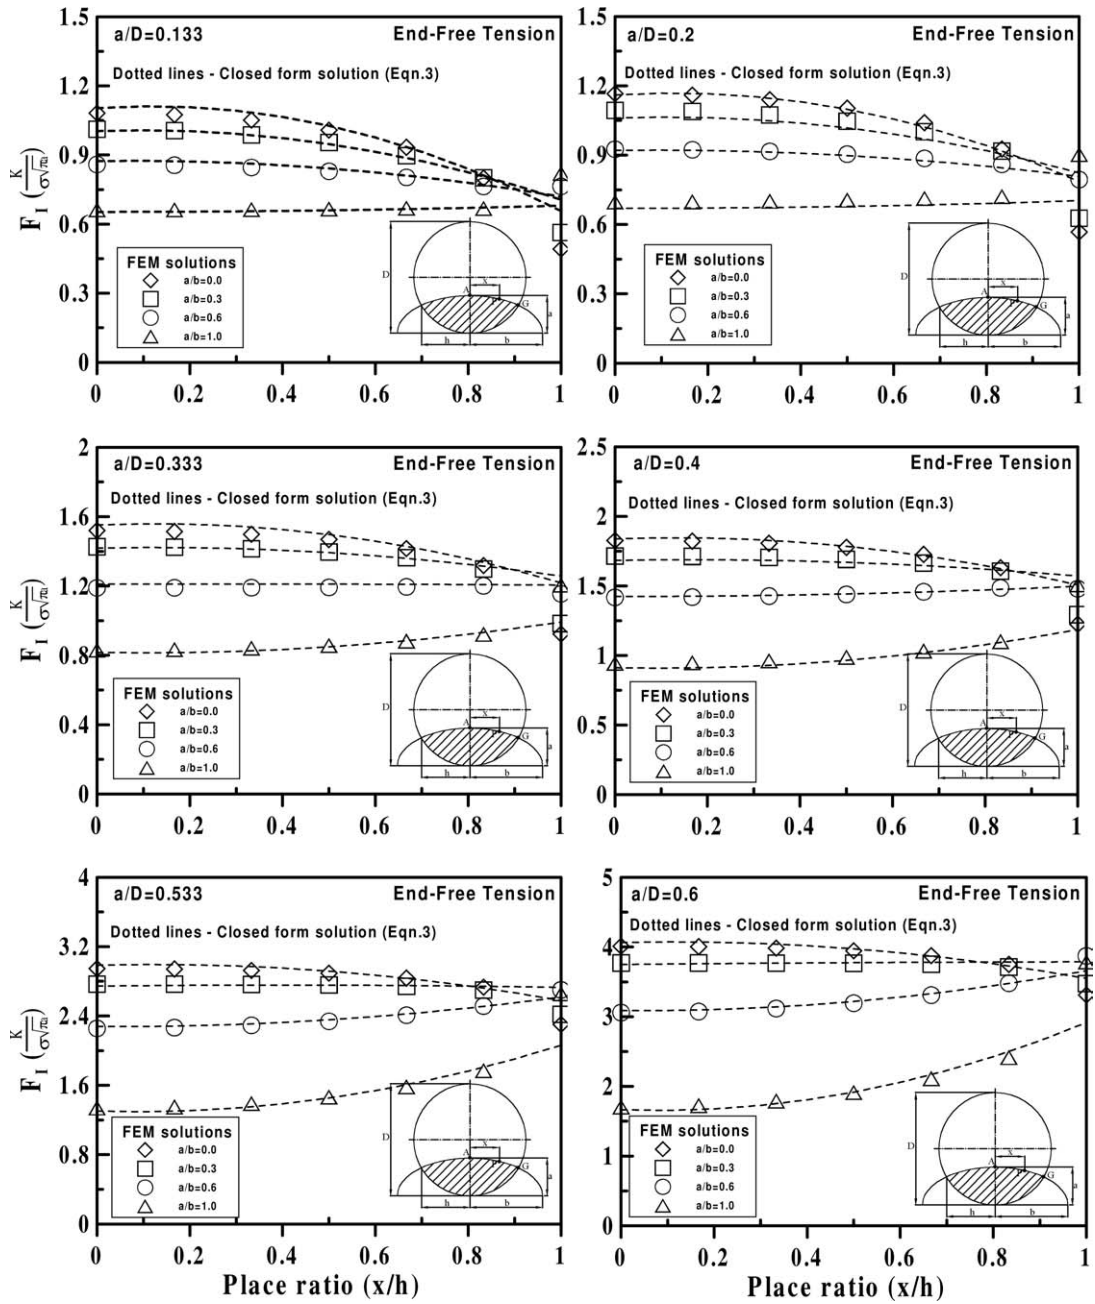 a/D=0.133 End-Free Tension
Dotted lines - Closed form solution (Eqn.3)
F_I (K/σ√πa)
1.5
1.2
0.9
0.6
0.3
0
FEM solutions
a/b=0.0
a/b=0.3
a/b=0.6
a/b=1.0
D
A
x
P
G
a
h
b
0 0.2 0.4 0.6 0.8 1
a/D=0.2 End-Free Tension
Dotted lines - Closed form solution (Eqn.3)
1.5
1.2
0.9
0.6
0.3
0
FEM solutions
a/b=0.0
a/b=0.3
a/b=0.6
a/b=1.0
D
A
x
P
G
a
h
b
0 0.2 0.4 0.6 0.8 1
a/D=0.333 End-Free Tension
Dotted lines - Closed form solution (Eqn.3)
F_I (K/σ√πa)
2
1.6
1.2
0.8
0.4
0
FEM solutions
a/b=0.0
a/b=0.3
a/b=0.6
a/b=1.0
D
A
x
P
G
a
h
b
0 0.2 0.4 0.6 0.8 1
a/D=0.4 End-Free Tension
Dotted lines - Closed form solution (Eqn.3)
2.5
2
1.5
1
0.5
0
FEM solutions
a/b=0.0
a/b=0.3
a/b=0.6
a/b=1.0
D
A
x
P
G
a
h
b
0 0.2 0.4 0.6 0.8 1
a/D=0.533 End-Free Tension
Dotted lines - Closed form solution (Eqn.3)
F_I (K/σ√πa)
4
3.2
2.4
1.6
0.8
0
FEM solutions
a/b=0.0
a/b=0.3
a/b=0.6
a/b=1.0
D
A
x
P
G
a
h
b
0 0.2 0.4 0.6 0.8 1
Place ratio (x/h)
a/D=0.6 End-Free Tension
Dotted lines - Closed form solution (Eqn.3)
5
4
3
2
1
0
FEM solutions
a/b=0.0
a/b=0.3
a/b=0.6
a/b=1.0
D
A
x
P
G
a
h
b
0 0.2 0.4 0.6 0.8 1
Place ratio (x/h)